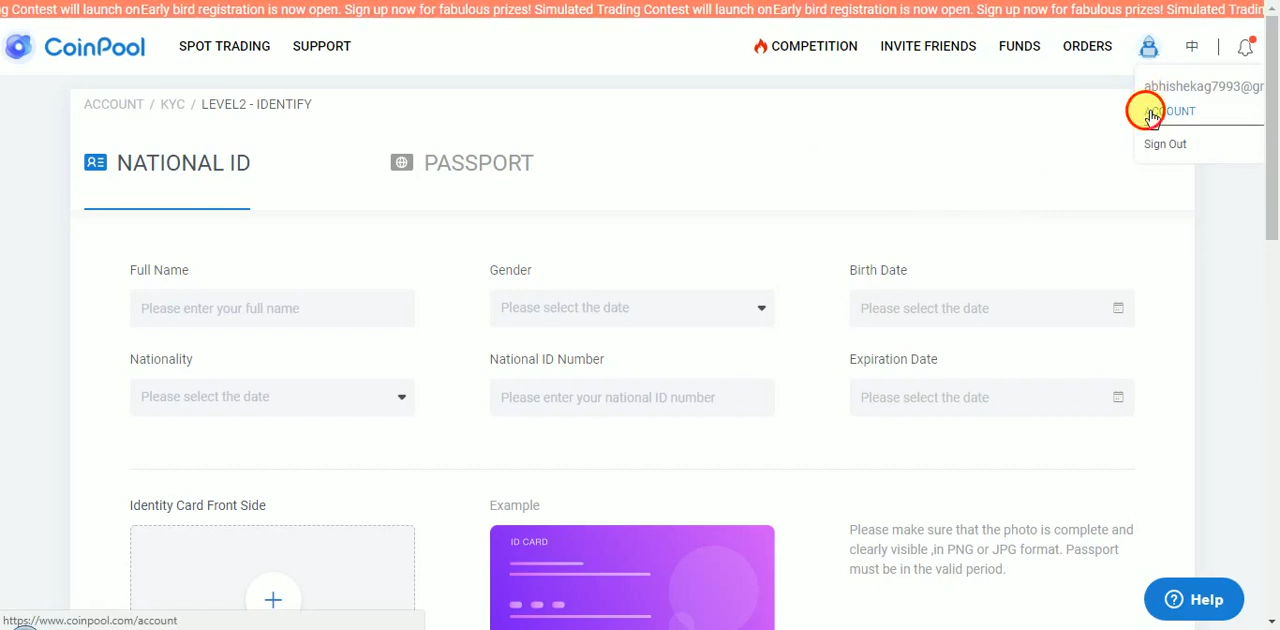 g Contest will launch onEarly bird registration is now open. Sign up now for fabulous prizes! Simulated Trading Contest will launch onEarly bird registration is now open. Sign up now for fabulous prizes! Simulated Tradin
CoinPool SPOT TRADING SUPPORT COMPETITION INVITE FRIENDS FUNDS ORDERS 中
abhishekag7993@gr
ACCOUNT
Sign Out
ACCOUNT / KYC / LEVEL2 - IDENTIFY
NATIONAL ID PASSPORT
Full Name Gender Birth Date
Please enter your full name Please select the date Please select the date
Nationality National ID Number Expiration Date
Please select the date Please enter your national ID number Please select the date
Identity Card Front Side Example
Please make sure that the photo is complete and
clearly visible ,in PNG or JPG format. Passport
must be in the valid period.
ID CARD
Help
https://www.coinpool.com/account